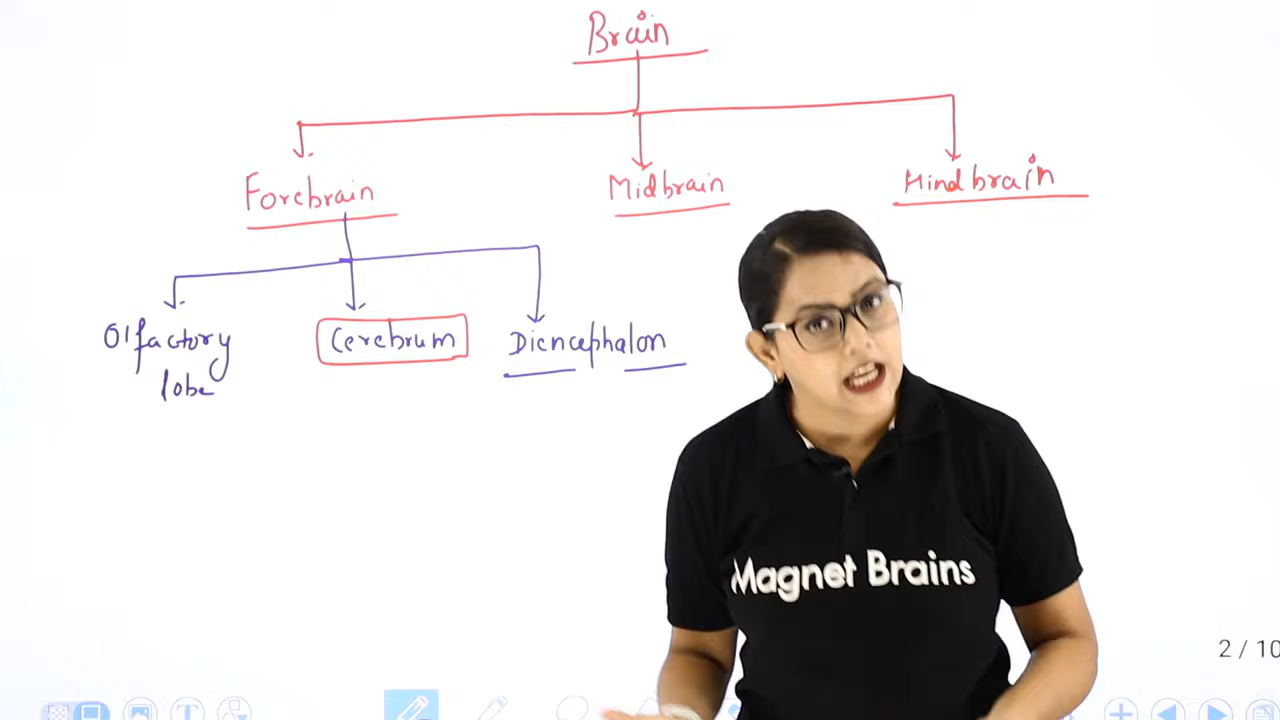 Brain
Forebrain
Midbrain
Hindbrain
Olfactory
lobe
Cerebrum
Diencephalon
Magnet Brains
2 / 10